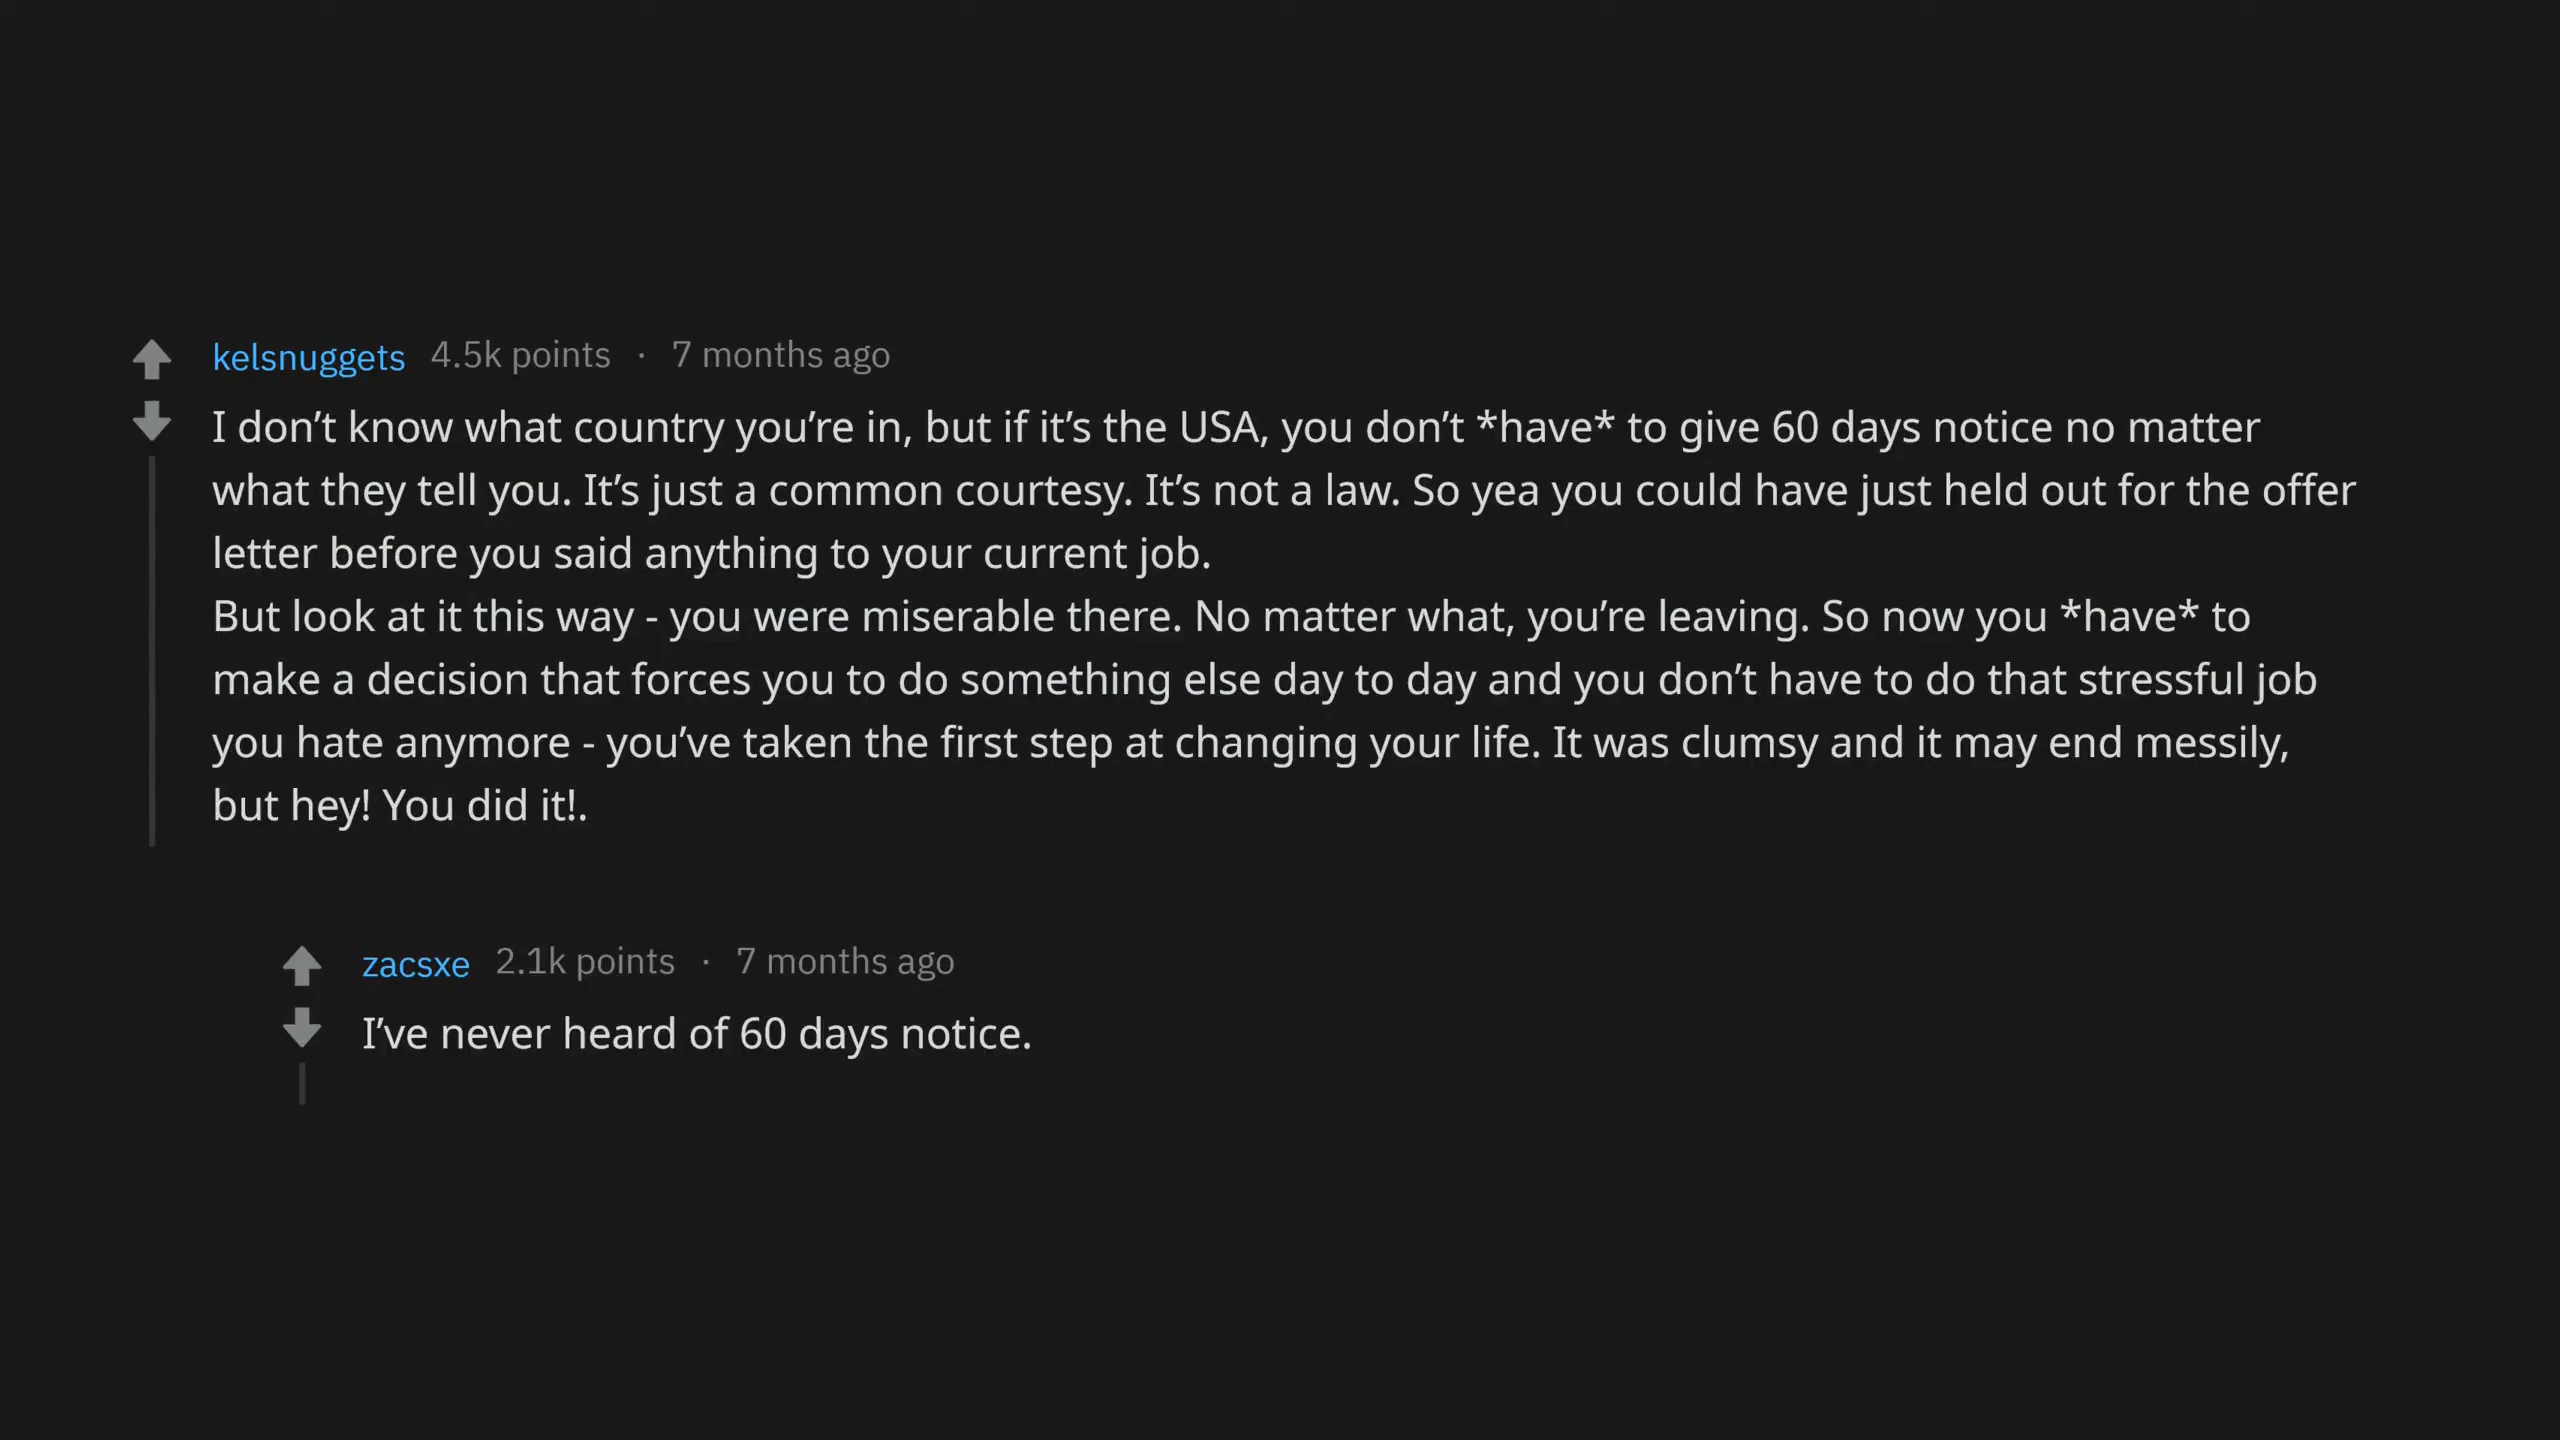 kelsnuggets 4.5k points · 7 months ago
I don’t know what country you’re in, but if it’s the USA, you don’t *have* to give 60 days notice no matter
what they tell you. It’s just a common courtesy. It’s not a law. So yea you could have just held out for the offer
letter before you said anything to your current job.
But look at it this way - you were miserable there. No matter what, you’re leaving. So now you *have* to
make a decision that forces you to do something else day to day and you don’t have to do that stressful job
you hate anymore - you’ve taken the first step at changing your life. It was clumsy and it may end messily,
but hey! You did it!.
zacsxe 2.1k points · 7 months ago
I’ve never heard of 60 days notice.